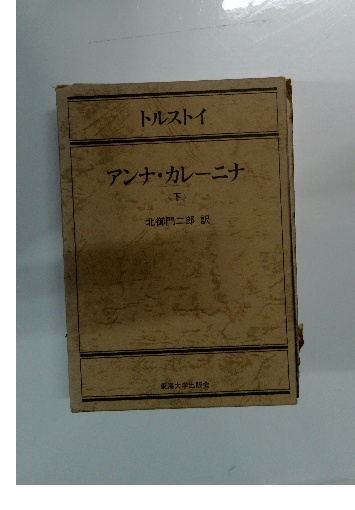 トルストイ
アンナ・カレーニナ
〈下〉
北御門二郎 訳
東海大学出版会